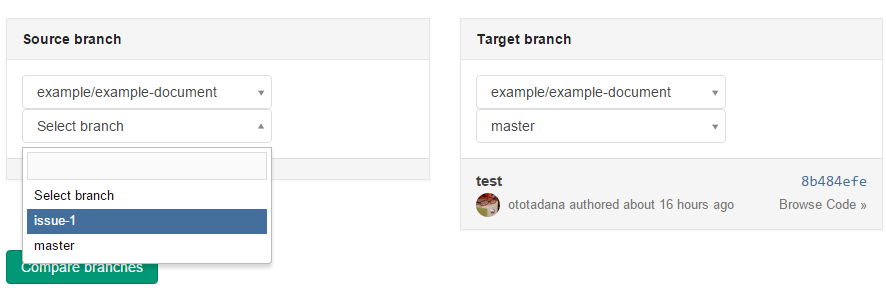 Source branch
example/example-document
Select branch
Select branch
issue-1
master
Compare branches
Target branch
example/example-document
master
test
8b484efe
ototadana authored about 16 hours ago
Browse Code »